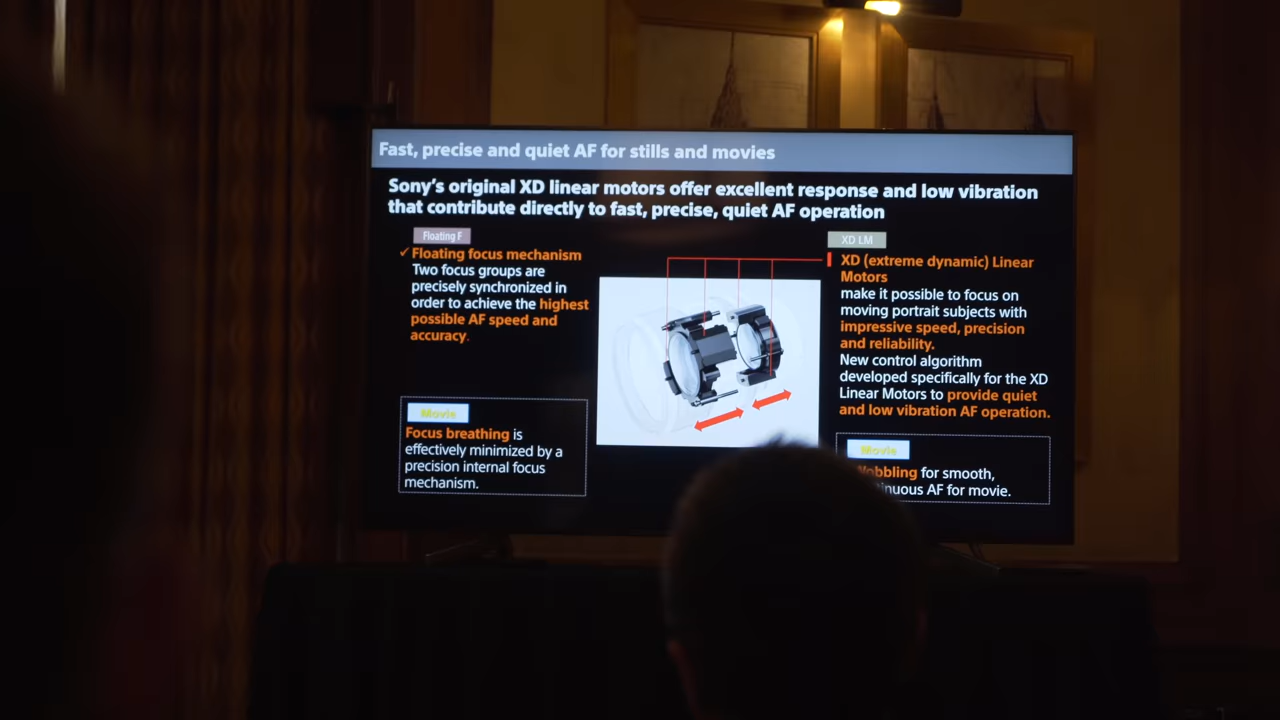 Fast, precise and quiet AF for stills and movies
Sony's original XD linear motors offer excellent response and low vibration
that contribute directly to fast, precise, quiet AF operation
Floating F
✓ Floating focus mechanism
Two focus groups are
precisely synchronized in
order to achieve the highest
possible AF speed and
accuracy.
Movie
Focus breathing is
effectively minimized by a
precision internal focus
mechanism.
XD LM
XD (extreme dynamic) Linear
Motors
make it possible to focus on
moving portrait subjects with
impressive speed, precision
and reliability.
New control algorithm
developed specifically for the XD
Linear Motors to provide quiet
and low vibration AF operation.
Movie
for smooth,
AF for movie.